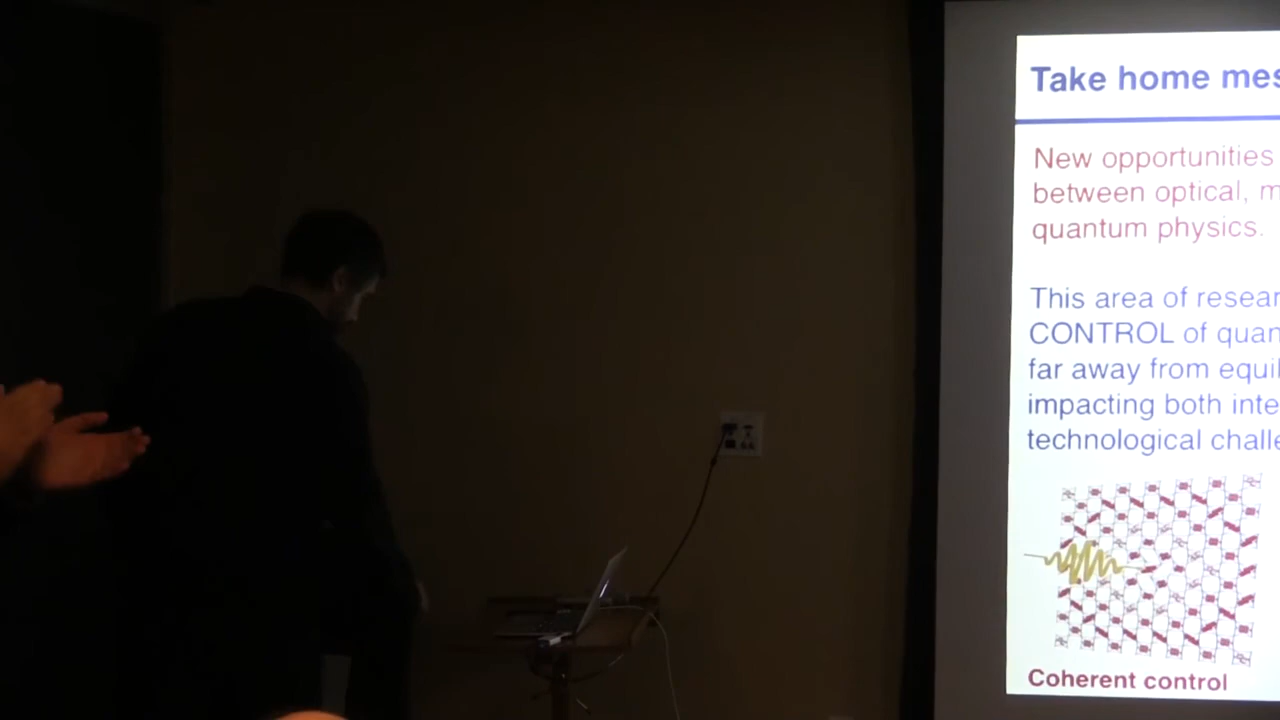 Take home mes
New opportunities
between optical, m
quantum physics.
This area of resear
CONTROL of quan
far away from equil
impacting both inte
technological challe
Coherent control